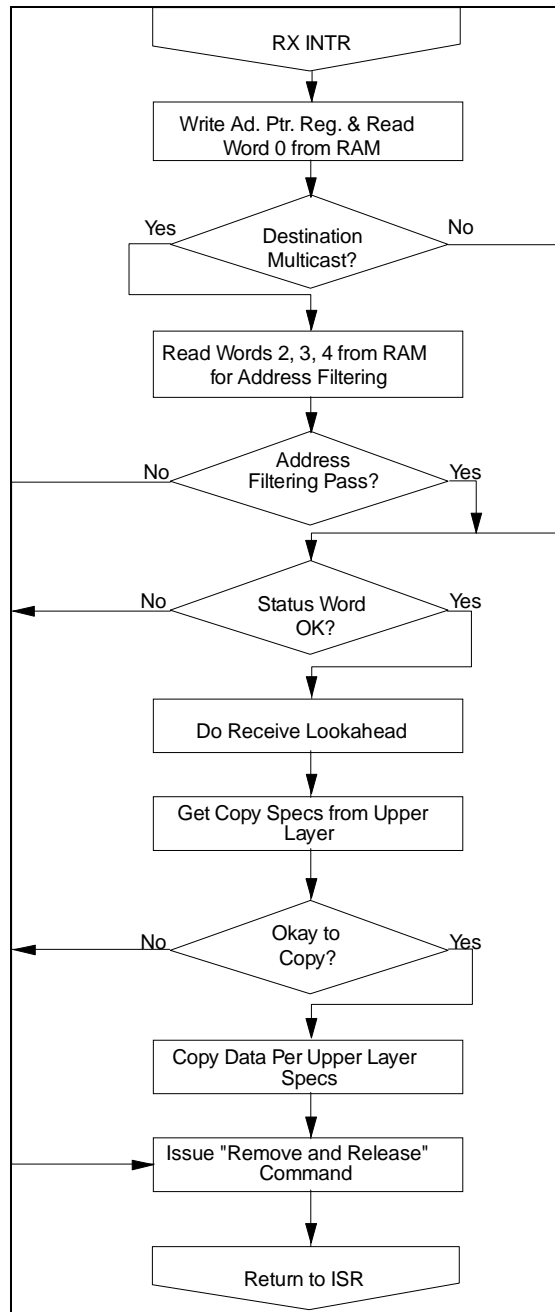 RX INTR
Write Ad. Ptr. Reg. & Read
Word 0 from RAM
Yes
No
Destination
Multicast?
Read Words 2, 3, 4 from RAM
for Address Filtering
No
Address
Filtering Pass?
Yes
No
Status Word
OK?
Yes
Do Receive Lookahead
Get Copy Specs from Upper
Layer
No
Okay to
Copy?
Yes
Copy Data Per Upper Layer
Specs
Issue "Remove and Release"
Command
Return to ISR